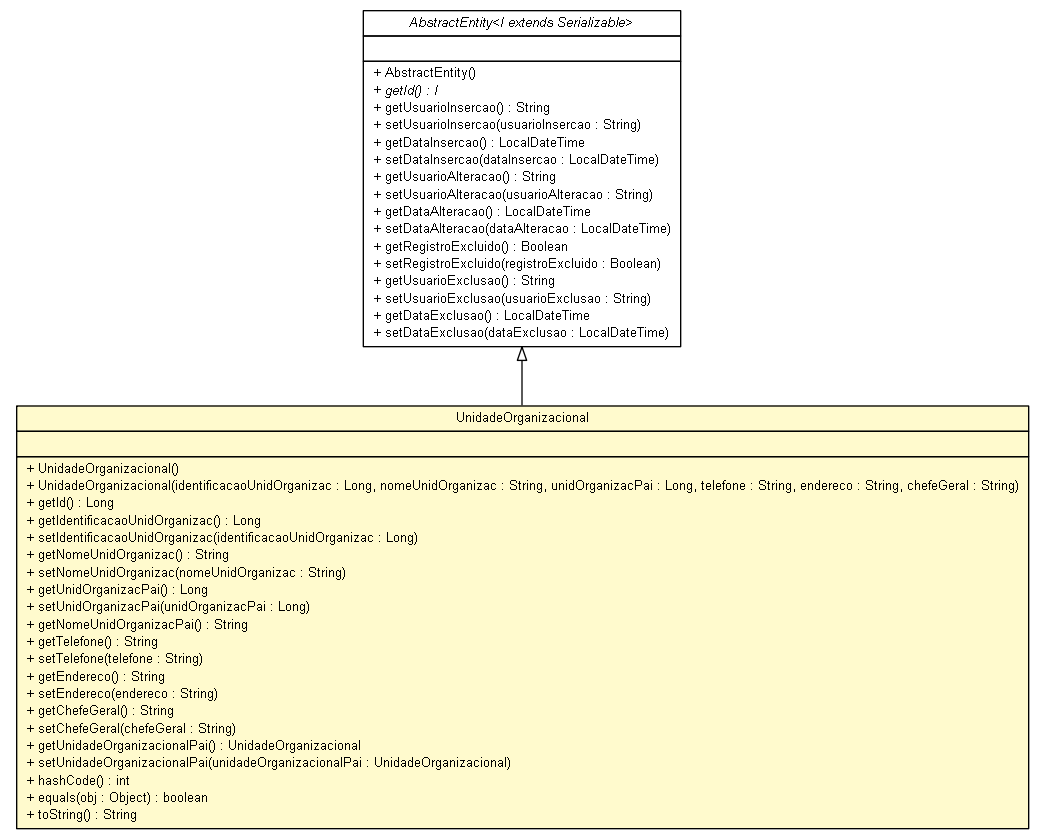 AbstractEntity<I extends Serializable>
+ AbstractEntity()
+ getId() : I
+ getUsuarioInsercao() : String
+ setUsuarioInsercao(usuarioInsercao : String)
+ getDataInsercao() : LocalDateTime
+ setDataInsercao(dataInsercao : LocalDateTime)
+ getUsuarioAlteracao() : String
+ setUsuarioAlteracao(usuarioAlteracao : String)
+ getDataAlteracao() : LocalDateTime
+ setDataAlteracao(dataAlteracao : LocalDateTime)
+ getRegistroExcluido() : Boolean
+ setRegistroExcluido(registroExcluido : Boolean)
+ getUsuarioExclusao() : String
+ setUsuarioExclusao(usuarioExclusao : String)
+ getDataExclusao() : LocalDateTime
+ setDataExclusao(dataExclusao : LocalDateTime)
UnidadeOrganizacional
+ UnidadeOrganizacional()
+ UnidadeOrganizacional(identificacaoUnidOrganizac : Long, nomeUnidOrganizac : String, unidOrganizacPai : Long, telefone : String, endereco : String, chefeGeral : String)
+ getId() : Long
+ getIdentificacaoUnidOrganizac() : Long
+ setIdentificacaoUnidOrganizac(identificacaoUnidOrganizac : Long)
+ getNomeUnidOrganizac() : String
+ setNomeUnidOrganizac(nomeUnidOrganizac : String)
+ getUnidOrganizacPai() : Long
+ setUnidOrganizacPai(unidOrganizacPai : Long)
+ getNomeUnidOrganizacPai() : String
+ getTelefone() : String
+ setTelefone(telefone : String)
+ getEndereco() : String
+ setEndereco(endereco : String)
+ getChefeGeral() : String
+ setChefeGeral(chefeGeral : String)
+ getUnidadeOrganizacionalPai() : UnidadeOrganizacional
+ setUnidadeOrganizacionalPai(unidadeOrganizacionalPai : UnidadeOrganizacional)
+ hashCode() : int
+ equals(obj : Object) : boolean
+ toString() : String